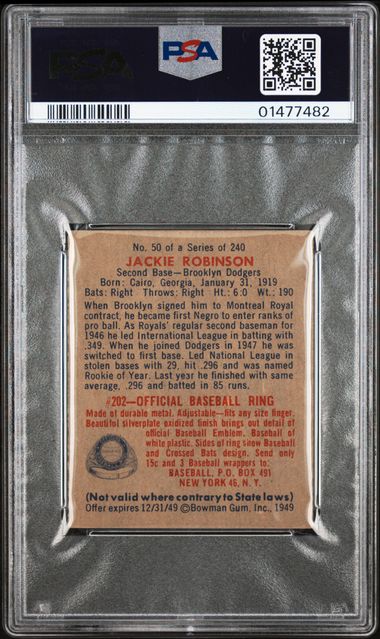 PSA
PSA
01477482
No. 50 of a Series of 240
JACKIE ROBINSON
Second Base—Brooklyn Dodgers
Born: Cairo, Georgia, January 31, 1919
Bats: Right Throws: Right Ht.: 6.0 Wt.: 190
When Brooklyn signed him to Montreal Royal
contract, he became first Negro to enter ranks of
pro ball. As Royals' regular second baseman for
1946 he led International League in batting with
.349. When he joined Dodgers in 1947 he was
switched to first base. Led National League in
stolen bases with 29, hit .296 and was named
Rookie of Year. Last year he finished with same
average, .296 and batted in 85 runs.
#202—OFFICIAL BASEBALL RING
Made of durable metal. Adjustable—fits any size finger.
Beautiful silverplate oxidized finish brings out detail of
official Baseball Emblem. Baseball of
white plastic. Sides of ring show Baseball
and Crossed Bats design. Send only
15c and 3 Baseball wrappers to:
BASEBALL, P.O. BOX 491
NEW YORK 46, N.Y.
(Not valid where contrary to State laws)
Offer expires 12/31/49 ©Bowman Gum, Inc., 1949